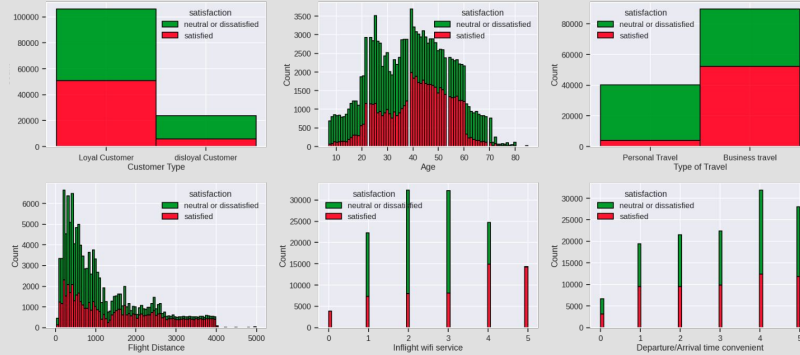 satisfaction
neutral or dissatisfied
satisfied
100000
80000
60000
40000
20000
0
Loyal Customer disloyal Customer
Customer Type
satisfaction
neutral or dissatisfied
satisfied
Count
3500
3000
2500
2000
1500
1000
500
0
10 20 30 40 50 60 70 80
Age
satisfaction
neutral or dissatisfied
satisfied
Count
80000
60000
40000
20000
0
Personal Travel Business travel
Type of Travel
satisfaction
neutral or dissatisfied
satisfied
Count
6000
5000
4000
3000
2000
1000
0
0 1000 2000 3000 4000 5000
Flight Distance
satisfaction
neutral or dissatisfied
satisfied
Count
30000
25000
20000
15000
10000
5000
0
0 1 2 3 4 5
Inflight wifi service
satisfaction
neutral or dissatisfied
satisfied
Count
30000
25000
20000
15000
10000
5000
0
0 1 2 3 4 5
Departure/Arrival time convenient